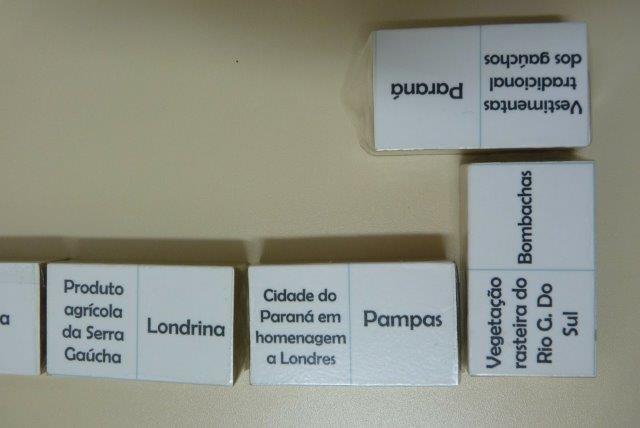 Vestimentas
tradicional
dos gaúchos
Paraná
Bombachas
Vegetação
rasteira do
Rio G. Do
Sul
a
Produto
agrícola
da Serra
Gaúcha
Londrina
Cidade do
Paraná em
homenagem
a Londres
Pampas